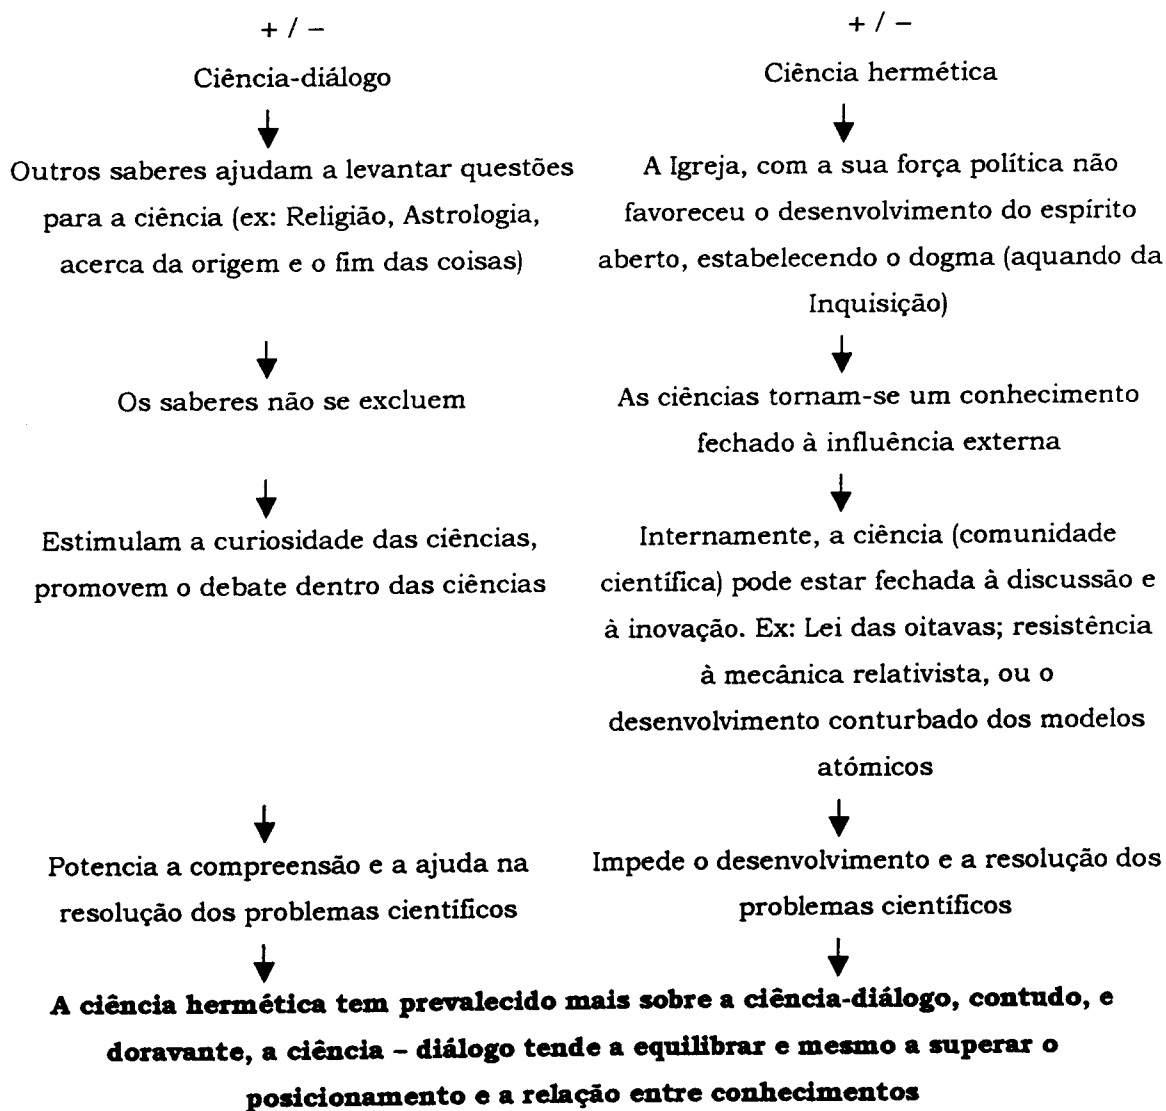 + / –
Ciência-diálogo
Outros saberes ajudam a levantar questões
para a ciência (ex: Religião, Astrologia,
acerca da origem e o fim das coisas)
Os saberes não se excluem
Estimulam a curiosidade das ciências,
promovem o debate dentro das ciências
Potencia a compreensão e a ajuda na
resolução dos problemas científicos
+ / –
Ciência hermética
A Igreja, com a sua força política não
favoreceu o desenvolvimento do espírito
aberto, estabelecendo o dogma (aquando da
Inquisição)
As ciências tornam-se um conhecimento
fechado à influência externa
Internamente, a ciência (comunidade
científica) pode estar fechada à discussão e
à inovação. Ex: Lei das oitavas; resistência
à mecânica relativista, ou o
desenvolvimento conturbado dos modelos
atómicos
Impede o desenvolvimento e a resolução dos
problemas científicos
A ciência hermética tem prevalecido mais sobre a ciência-diálogo, contudo, e
doravante, a ciência – diálogo tende a equilibrar e mesmo a superar o
posicionamento e a relação entre conhecimentos